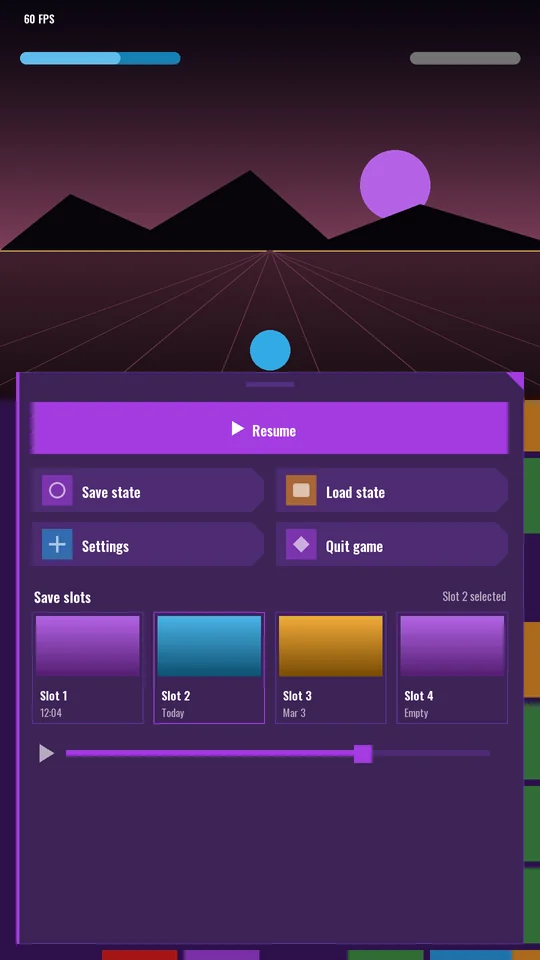 60 FPS
Resume
Save state
Load state
Settings
Quit game
Save slots
Slot 2 selected
Slot 1
12:04
Slot 2
Today
Slot 3
Mar 3
Slot 4
Empty